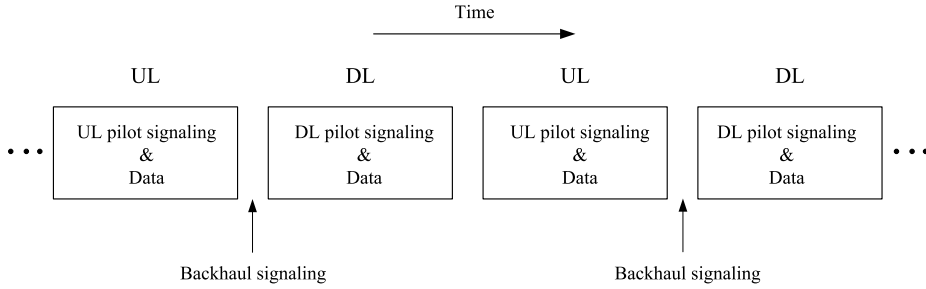 Time
UL
DL
UL
DL
UL pilot signaling
&
Data
DL pilot signaling
&
Data
UL pilot signaling
&
Data
DL pilot signaling
&
Data
Backhaul signaling
Backhaul signaling